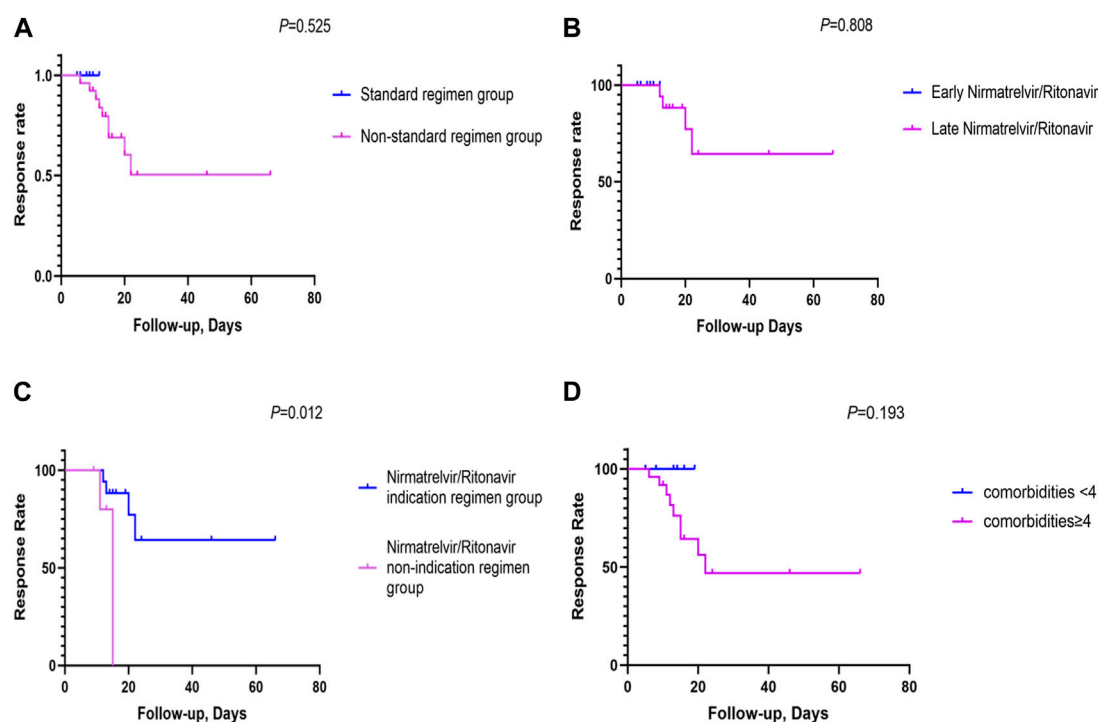 A
P=0.525
Response rate
1.0
0.5
0.0
0
20
40
60
80
Follow-up, Days
Standard regimen group
Non-standard regimen group
B
P=0.808
Response rate
100
50
0
0
20
40
60
80
Follow-up Days
Early Nirmatrelvir/Ritonavir
Late Nirmatrelvir/Ritonavir
C
P=0.012
Response Rate
100
50
0
0
20
40
60
80
Follow-up, Days
Nirmatrelvir/Ritonavir
indication regimen group
Nirmatrelvir/Ritonavir
non-indication regimen
group
D
P=0.193
Response Rate
100
50
0
0
20
40
60
80
Follow-up, Days
comorbidities <4
comorbidities≥4